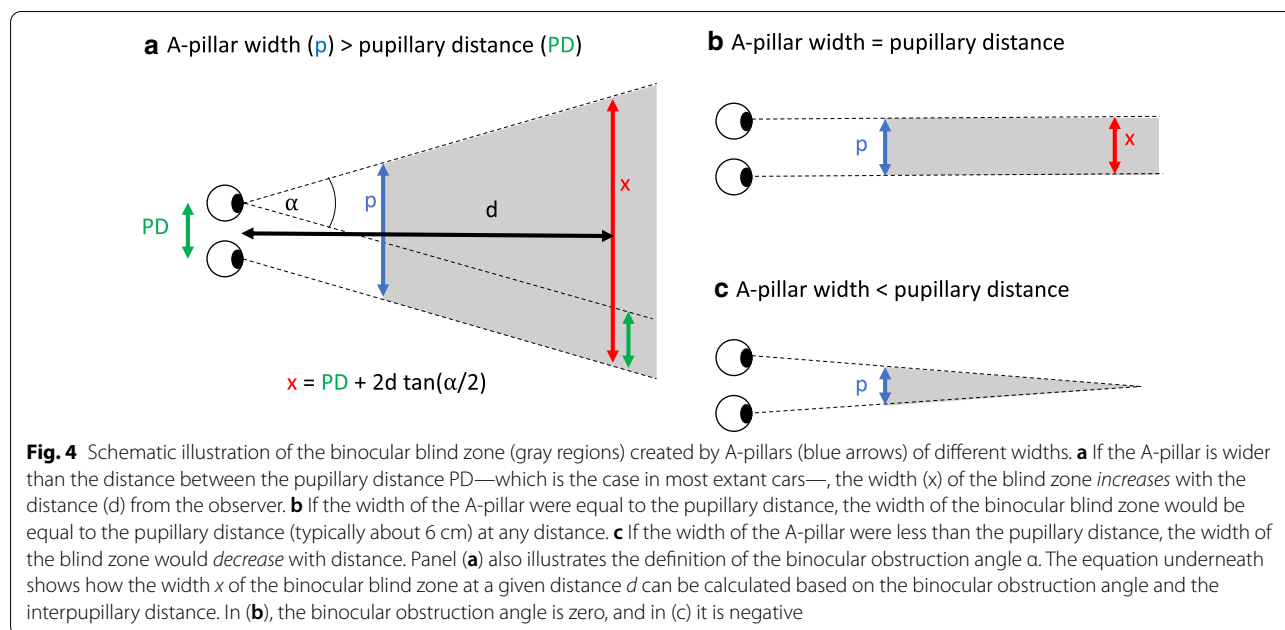 a A-pillar width (p) > pupillary distance (PD)
PD
α
p
d
x
x = PD + 2d tan(α/2)
b A-pillar width = pupillary distance
p
x
c A-pillar width < pupillary distance
p
Fig. 4 Schematic illustration of the binocular blind zone (gray regions) created by A-pillars (blue arrows) of different widths. a If the A-pillar is wider
than the distance between the pupillary distance PD—which is the case in most extant cars—, the width (x) of the blind zone increases with the
distance (d) from the observer. b If the width of the A-pillar were equal to the pupillary distance, the width of the binocular blind zone would be
equal to the pupillary distance (typically about 6 cm) at any distance. c If the width of the A-pillar were less than the pupillary distance, the width of
the blind zone would decrease with distance. Panel (a) also illustrates the definition of the binocular obstruction angle α. The equation underneath
shows how the width x of the binocular blind zone at a given distance d can be calculated based on the binocular obstruction angle and the
interpupillary distance. In (b), the binocular obstruction angle is zero, and in (c) it is negative